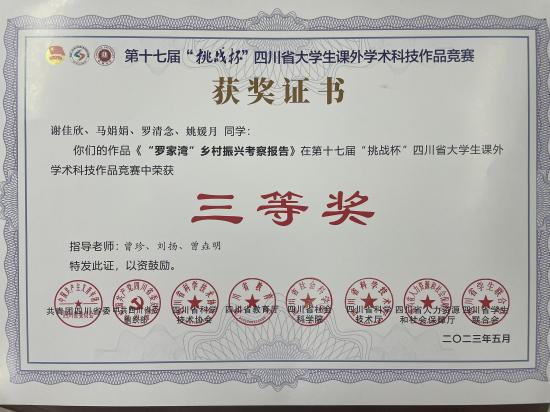 第十七届“挑战杯”四川省大学生课外学术科技作品竞赛
获奖证书
谢佳欣、马娟娟、罗清念、姚媛月 同学：
你们的作品《“罗家湾”乡村振兴考察报告》在第十七届“挑战杯”四川省大学生课外
学术科技作品竞赛中荣获
三等奖
指导老师：曾珍、刘扬、曾垚明
特发此证，以资鼓励。
共青团四川省委 中共四川省委 四川省科学 四川省教育厅 四川省社会 四川省科学 四川省人力资源 四川省学生
技术协会 科学院 技术厅 和社会保障厅 联合会
二〇二三年五月